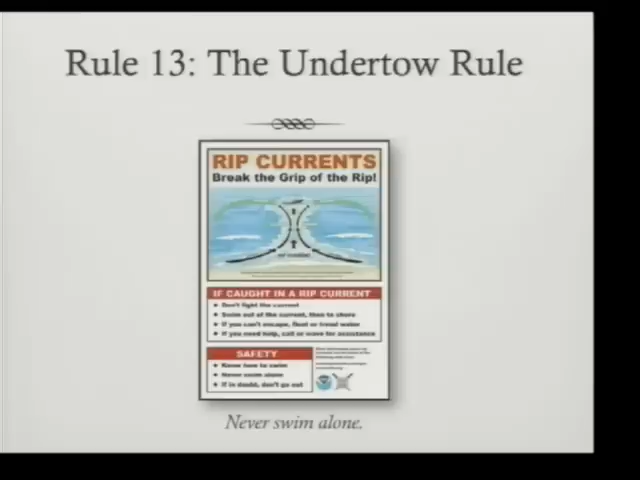 Rule 13: The Undertow Rule
RIP CURRENTS
Break the Grip of the Rip!
RIP CURRENT
IF CAUGHT IN A RIP CURRENT
Don't fight the current
Swim out of the current, then to shore
If you can't escape, float or tread water
If you need help, call or wave for assistance
SAFETY
Know how to swim
Never swim alone
If in doubt, don't go out
Never swim alone.